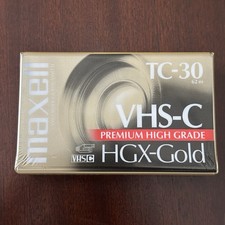 maxell
TC-30
VHS-C
PREMIUM HIGH GRADE
VHS C
HGX-Gold